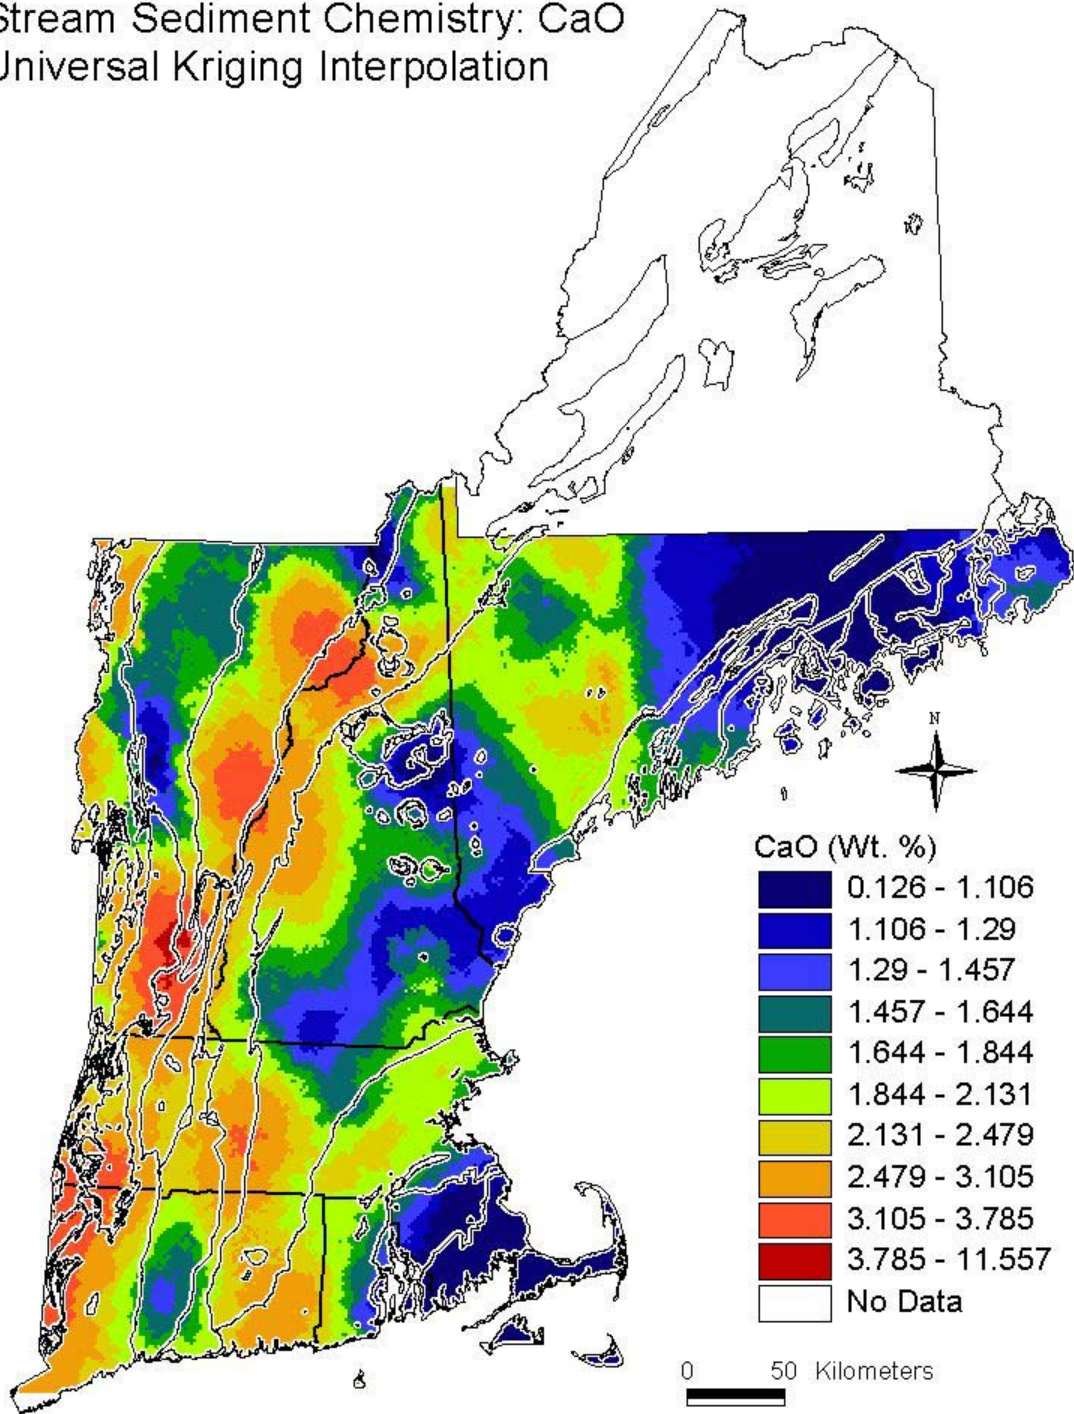 Stream Sediment Chemistry: CaO
Universal Kriging Interpolation
N
CaO (Wt. %)
0.126 - 1.106
1.106 - 1.29
1.29 - 1.457
1.457 - 1.644
1.644 - 1.844
1.844 - 2.131
2.131 - 2.479
2.479 - 3.105
3.105 - 3.785
3.785 - 11.557
No Data
0 50 Kilometers